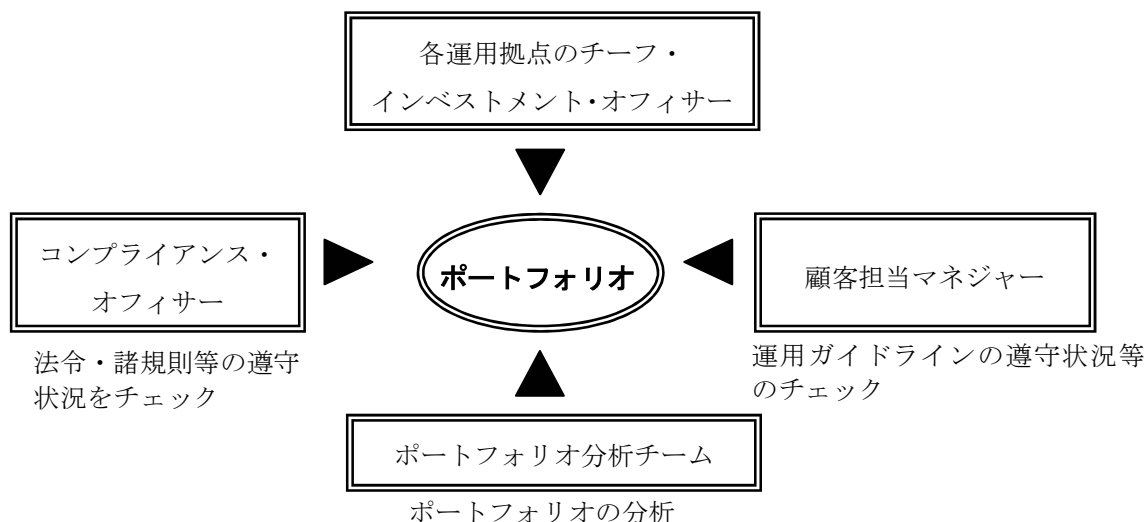 各運用拠点のチーフ・
インベストメント・オフィサー
コンプライアンス・
オフィサー
法令・諸規則等の遵守
状況をチェック
ポートフォリオ
顧客担当マネジャー
運用ガイドラインの遵守状況等
のチェック
ポートフォリオ分析チーム
ポートフォリオの分析